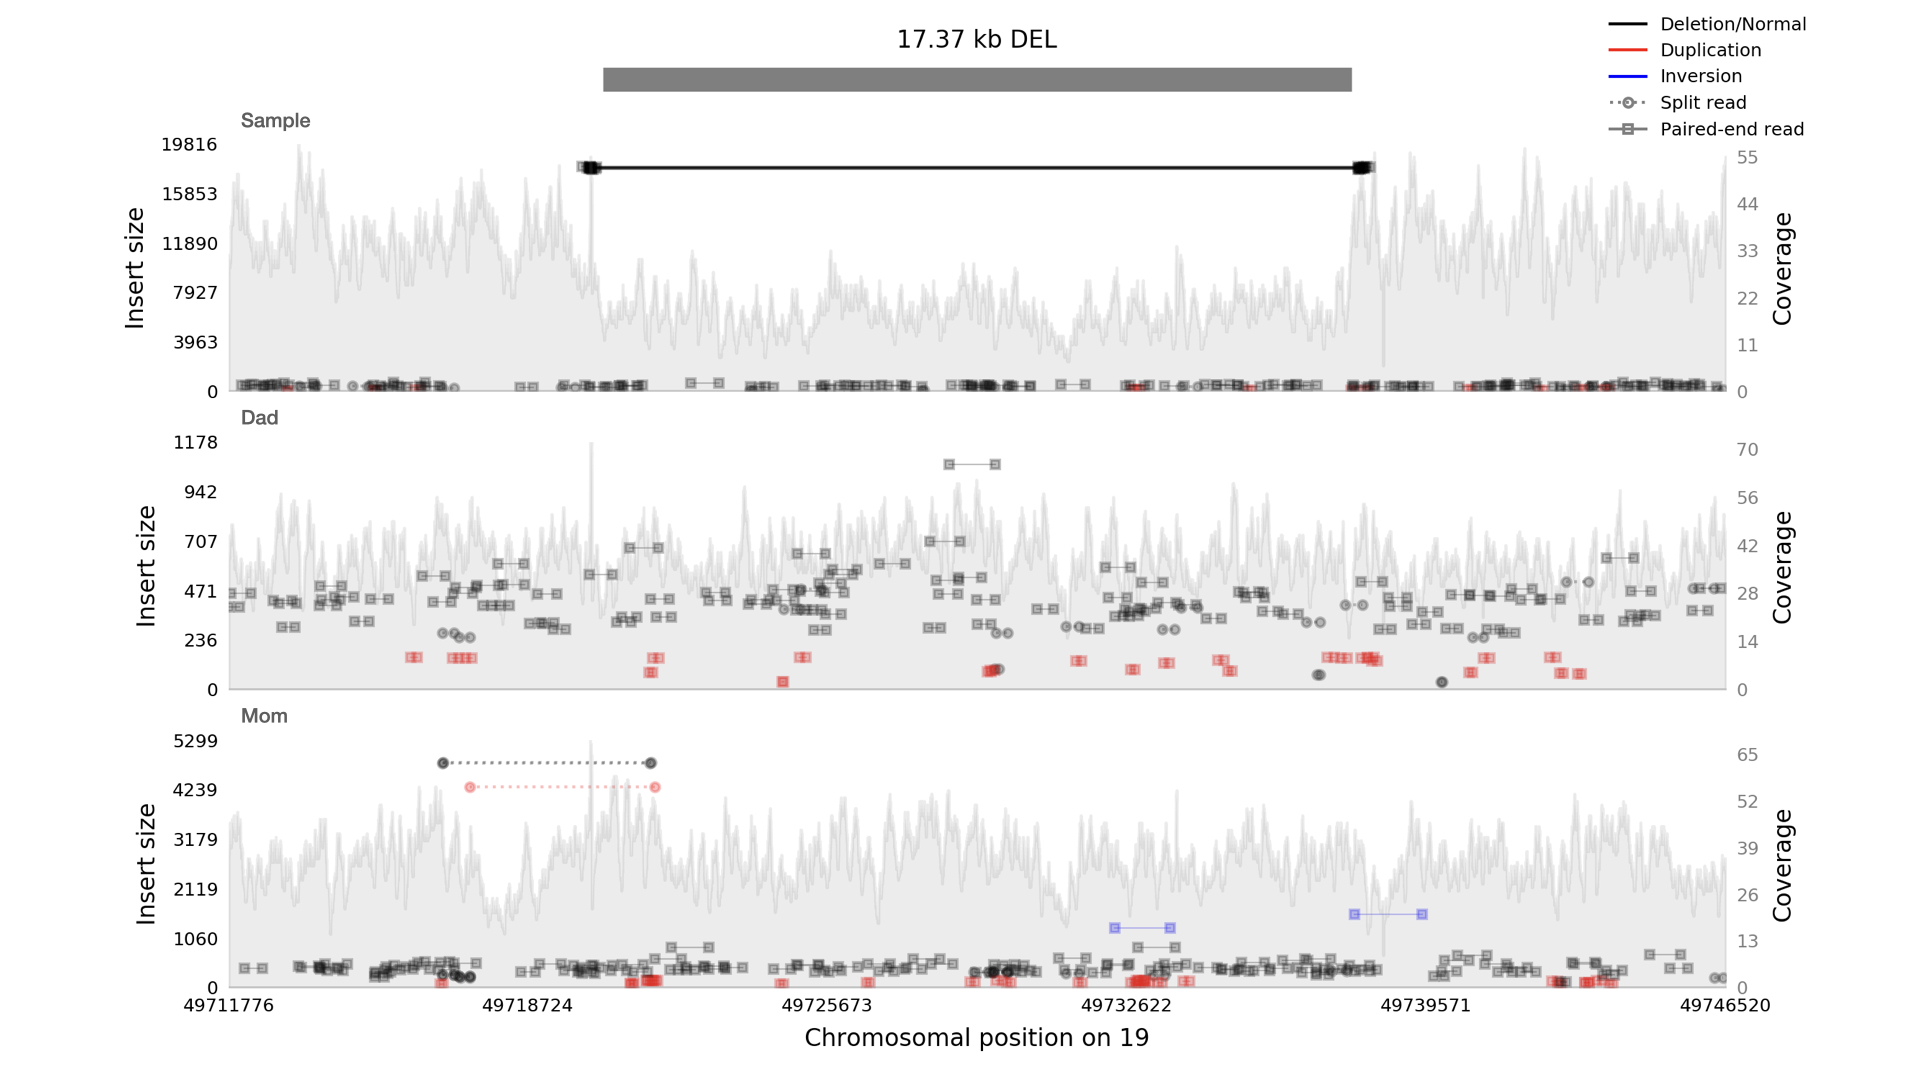 17.37 kb DEL
Deletion/Normal
Duplication
Inversion
Split read
Paired-end read
Sample
Insert size
19816
15853
11890
7927
3963
0
55
44
33
22
11
0
Coverage
Dad
Insert size
1178
942
707
471
236
0
70
56
42
28
14
0
Coverage
Mom
Insert size
5299
4239
3179
2119
1060
0
65
52
39
26
13
0
Coverage
49711776 49718724 49725673 49732622 49739571 49746520
Chromosomal position on 19